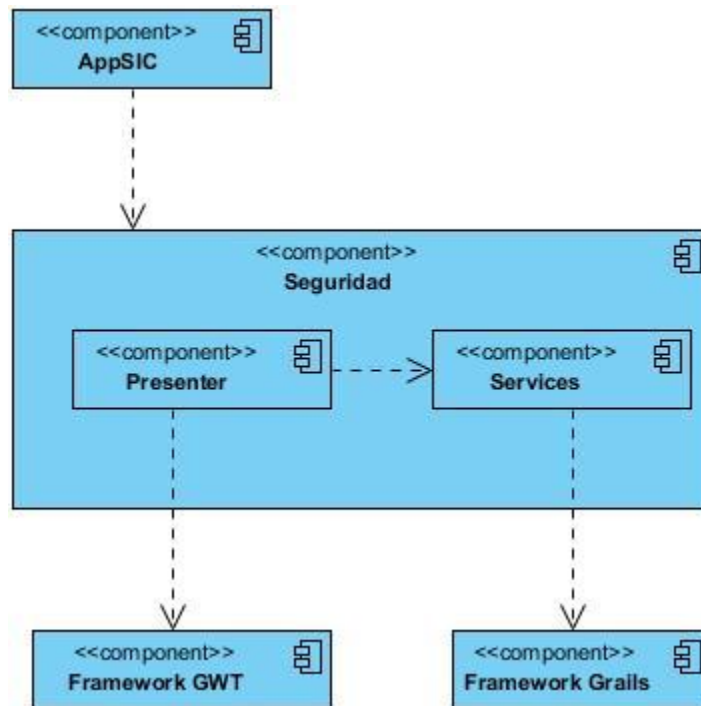 <<component>>
AppSIC
<<component>>
Seguridad
<<component>>
Presenter
<<component>>
Services
<<component>>
Framework GWT
<<component>>
Framework Grails